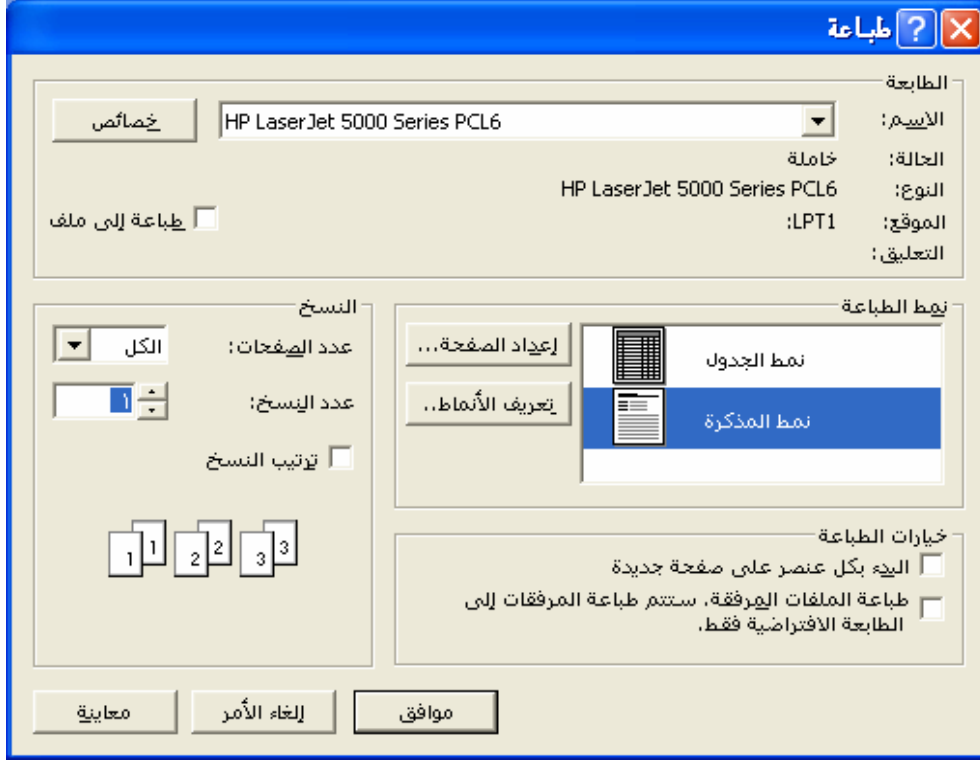 طباعة
الطابعة
الاسم: HP LaserJet 5000 Series PCL6 خصائص
الحالة: خاملة
النوع: HP LaserJet 5000 Series PCL6
الموقع: LPT1: طباعة إلى ملف
التعليق:
نمط الطباعة
نمط الجدول
نمط المذكرة
إعداد الصفحة...
تعريف الأنماط..
النسخ
عدد الصفحات: الكل
عدد النسخ: ١
ترتيب النسخ
1 1 2 2 3 3
خيارات الطباعة
البدء بكل عنصر على صفحة جديدة
طباعة الملفات المرفقة. ستتم طباعة المرفقات إلى
الطابعة الافتراضية فقط.
موافق إلغاء الأمر معاينة